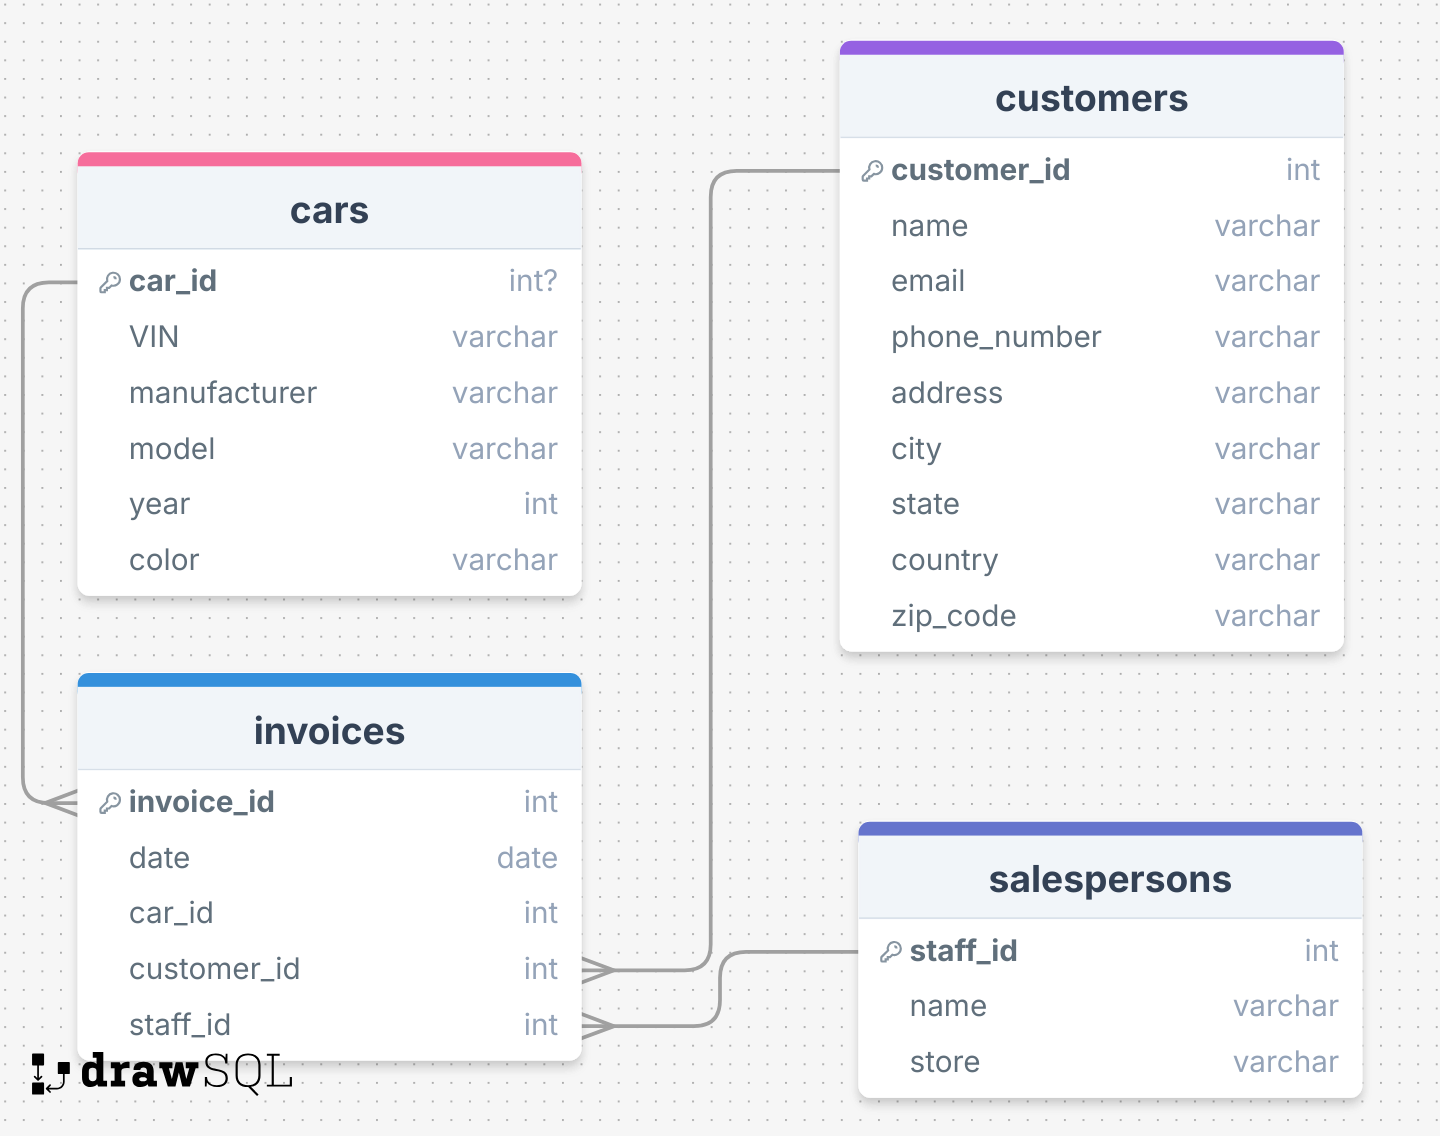 cars
car_id int?
VIN varchar
manufacturer varchar
model varchar
year int
color varchar
customers
customer_id int
name varchar
email varchar
phone_number varchar
address varchar
city varchar
state varchar
country varchar
zip_code varchar
invoices
invoice_id int
date date
car_id int
customer_id int
staff_id int
salespersons
staff_id int
name varchar
store varchar
drawSQL